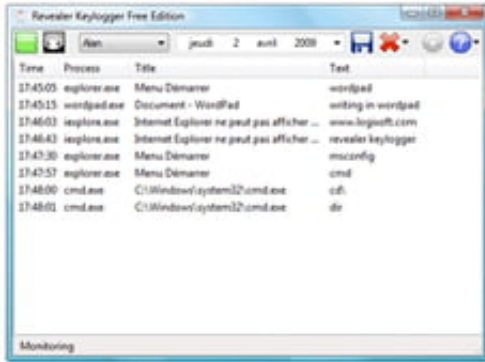 Revealer Keylogger Free Edition
Alan jeudi 2 avril 2009
Time Process Title Text
17:45:05 explorer.exe Menu Démarrer wordpad
17:45:15 wordpad.exe Document - WordPad writing in wordpad
17:46:03 iexplore.exe Internet Explorer ne peut pas afficher ... www.logisoft.com
17:46:43 iexplore.exe Internet Explorer ne peut pas afficher ... revealer keylogger
17:47:30 explorer.exe Menu Démarrer msconfig
17:47:57 explorer.exe Menu Démarrer cmd
17:48:00 cmd.exe C:\Windows\system32\cmd.exe cd\
17:48:01 cmd.exe C:\Windows\system32\cmd.exe dir
Monitoring